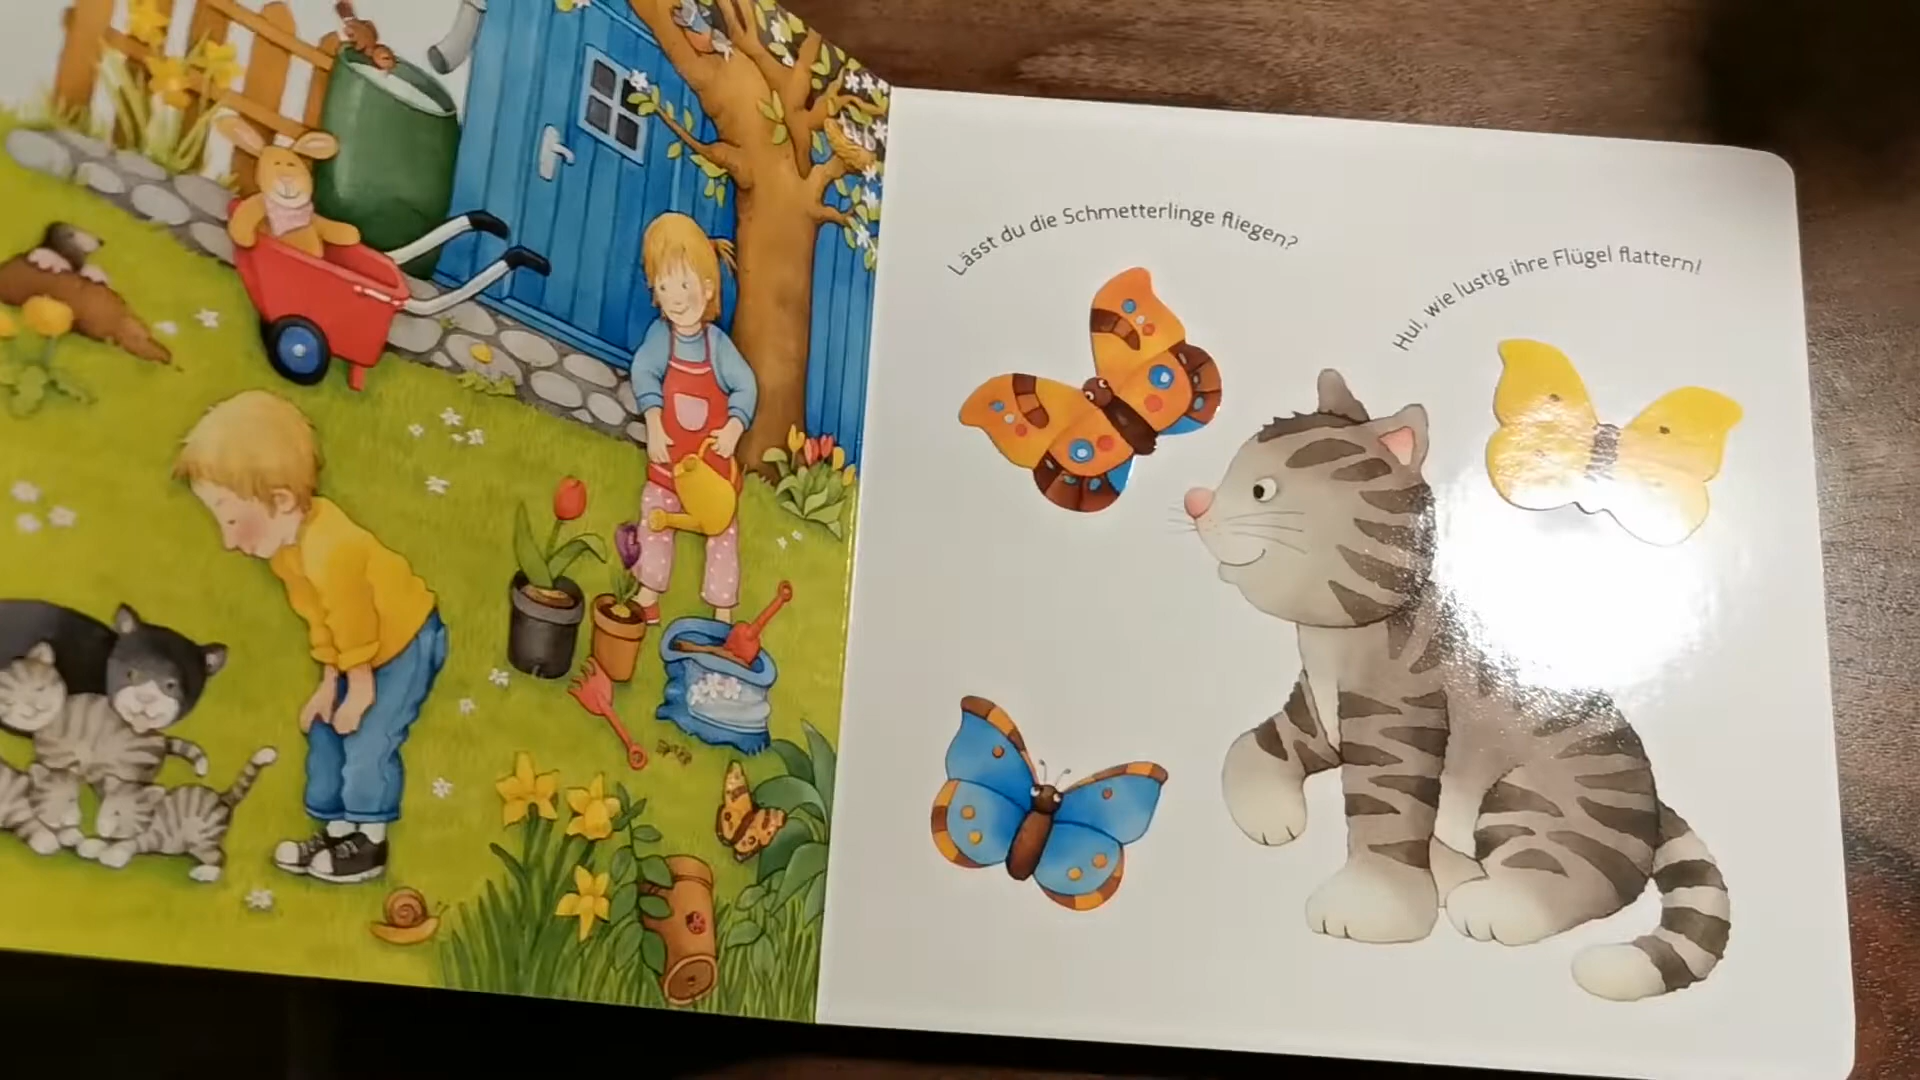 Lässt du die Schmetterlinge fliegen?
Hui, wie lustig ihre Flügel flattern!